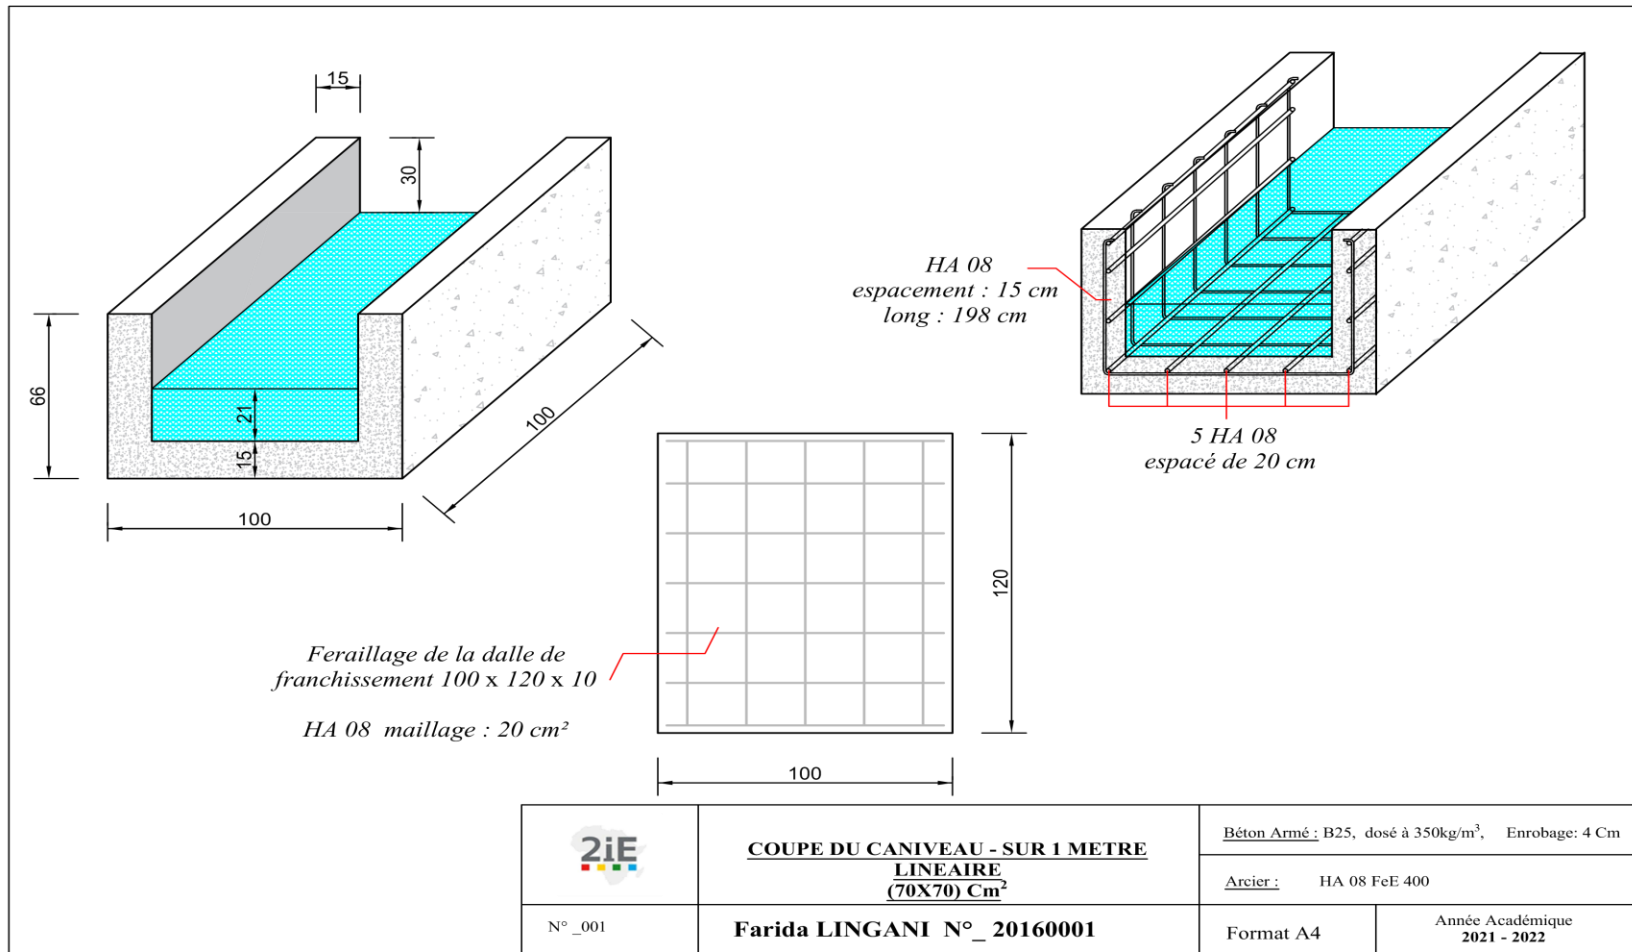 15
30
66
21
15
100
100
HA 08
espacement : 15 cm
long : 198 cm
5 HA 08
espacé de 20 cm
120
Feraillage de la dalle de
franchissement 100 x 120 x 10
HA 08 maillage : 20 cm²
100
2iE
COUPE DU CANIVEAU - SUR 1 METRE
LINEAIRE
(70X70) Cm²
Béton Armé : B25, dosé à 350kg/m³, Enrobage: 4 Cm
Arcier : HA 08 FeE 400
N° _001
Farida LINGANI N°_ 20160001
Format A4
Année Académique
2021 - 2022